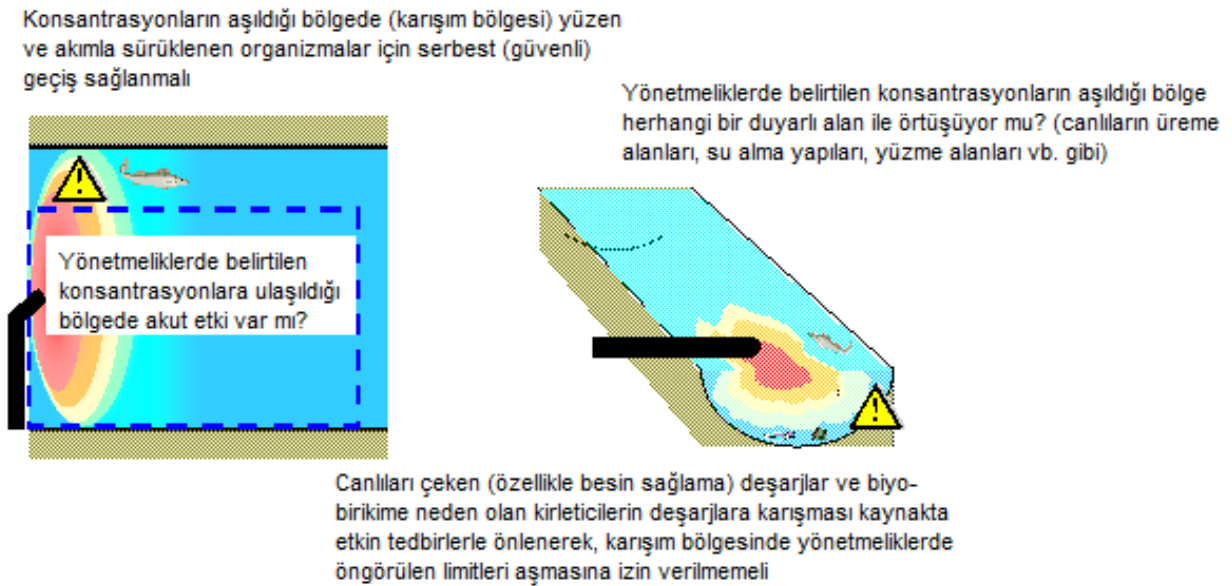 Konsantrasyonların aşıldığı bölgede (karışım bölgesi) yüzen
ve akımla sürüklenen organizmalar için serbest (güvenli)
geçiş sağlanmalı
Yönetmeliklerde belirtilen konsantrasyonların aşıldığı bölge
herhangi bir duyarlı alan ile örtüşüyor mu? (canlıların üreme
alanları, su alma yapıları, yüzme alanları vb. gibi)
Yönetmeliklerde belirtilen
konsantrasyonlara ulaşıldığı
bölgede akut etki var mı?
Canlıları çeken (özellikle besin sağlama) deşarjlar ve biyo-
birikime neden olan kirleticilerin deşarjlara karışması kaynakta
etkin tedbirlerle önlenerek, karışım bölgesinde yönetmeliklerde
öngörülen limitleri aşmasına izin verilmemeli